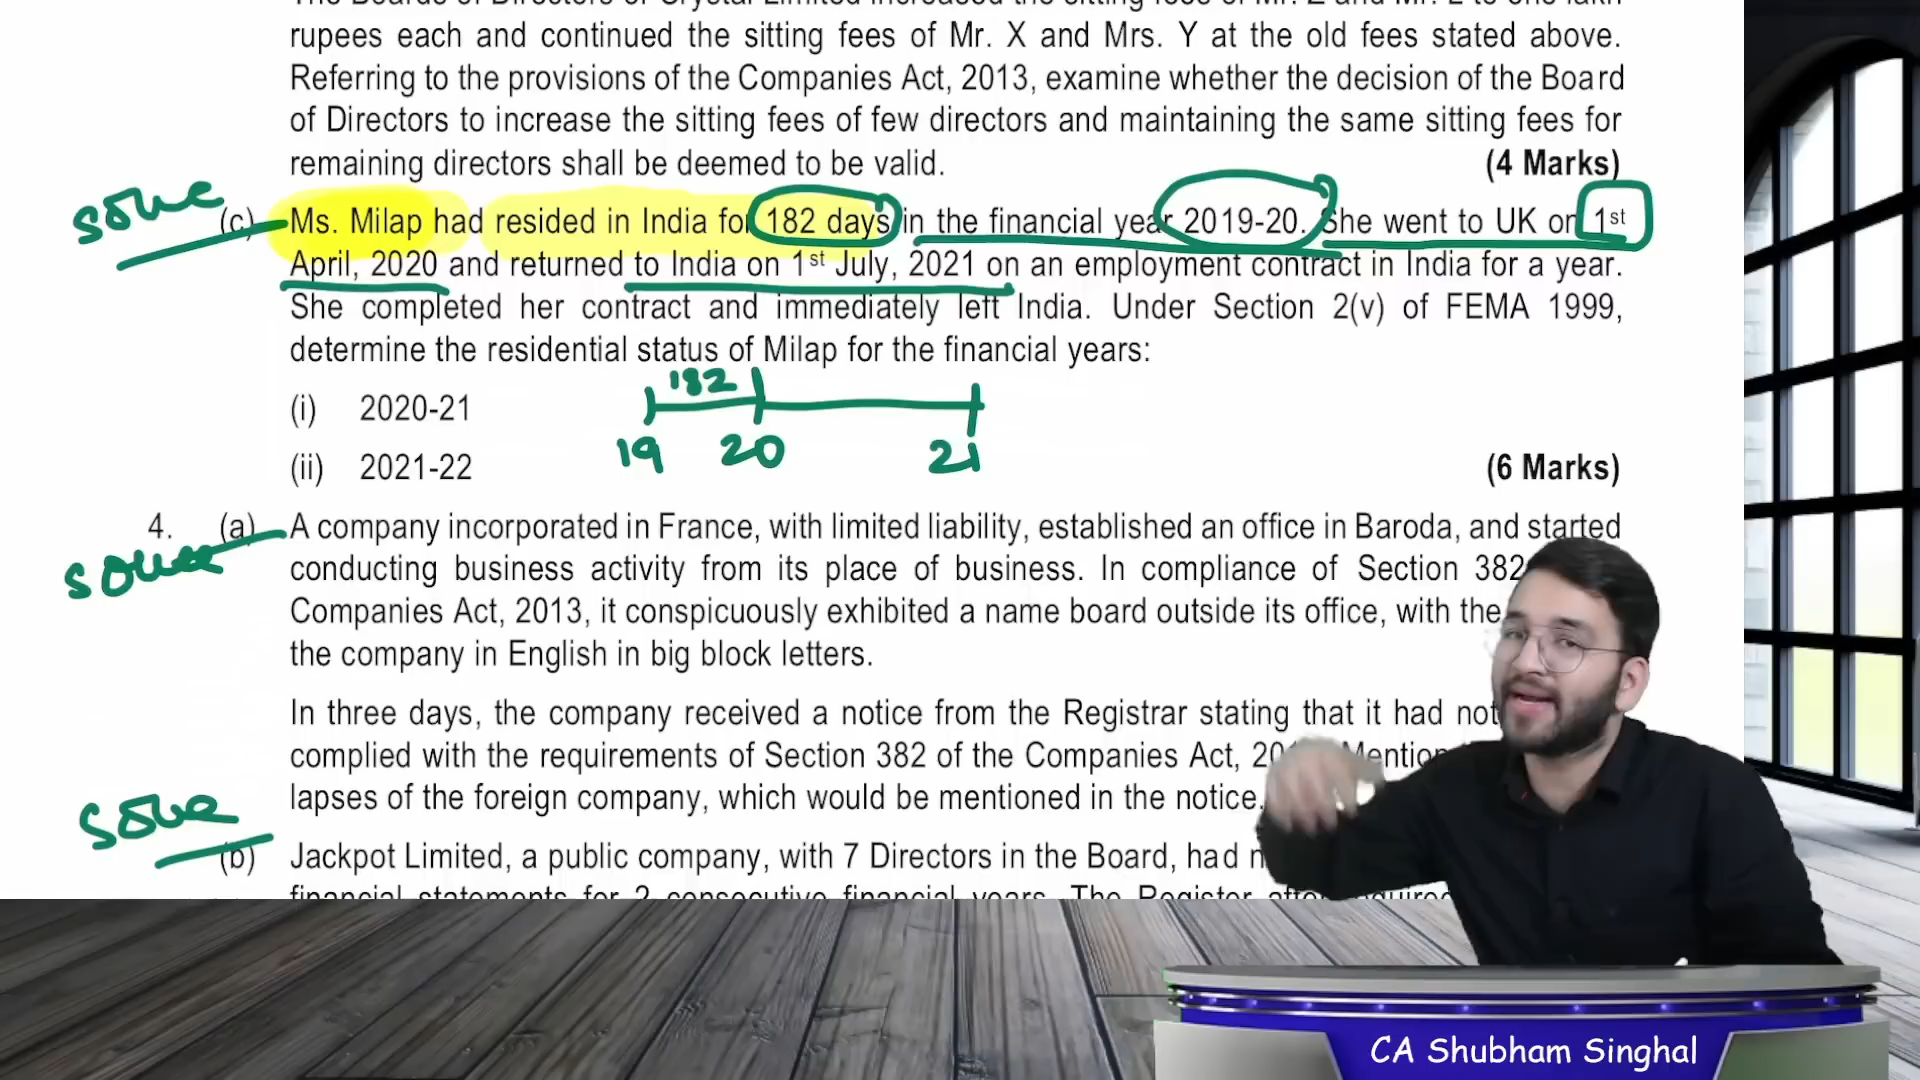 rupees each and continued the sitting fees of Mr. X and Mrs. Y at the old fees stated above.
Referring to the provisions of the Companies Act, 2013, examine whether the decision of the Board
of Directors to increase the sitting fees of few directors and maintaining the same sitting fees for
remaining directors shall be deemed to be valid. (4 Marks)
solve
(c) Ms. Milap had resided in India for 182 days in the financial year 2019-20. She went to UK on 1st
April, 2020 and returned to India on 1st July, 2021 on an employment contract in India for a year.
She completed her contract and immediately left India. Under Section 2(v) of FEMA 1999,
determine the residential status of Milap for the financial years:
182
(i) 2020-21
19 20 21
(ii) 2021-22 (6 Marks)
4. (a) A company incorporated in France, with limited liability, established an office in Baroda, and started
solve
conducting business activity from its place of business. In compliance of Section 382
Companies Act, 2013, it conspicuously exhibited a name board outside its office, with the
the company in English in big block letters.
In three days, the company received a notice from the Registrar stating that it had not
complied with the requirements of Section 382 of the Companies Act,
lapses of the foreign company, which would be mentioned in the notice.
solve
(b) Jackpot Limited, a public company, with 7 Directors in the Board, had
financial statements for 2 consecutive financial years. The Register
CA Shubham Singhal